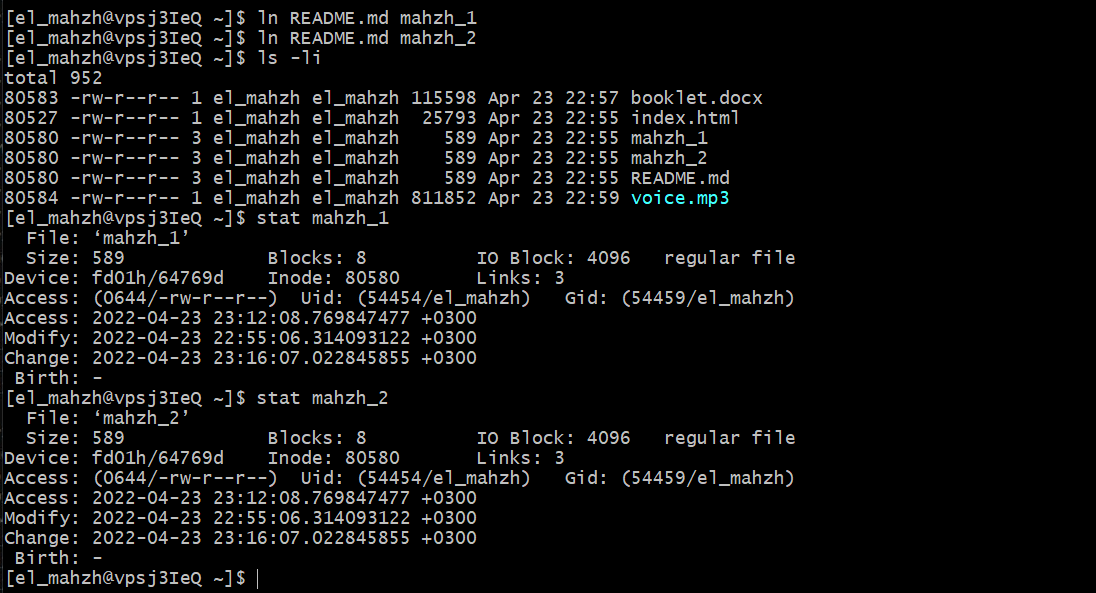 [el_mahzh@vpsj3IeQ ~]$ ln README.md mahzh_1
[el_mahzh@vpsj3IeQ ~]$ ln README.md mahzh_2
[el_mahzh@vpsj3IeQ ~]$ ls -li
total 952
80583 -rw-r--r-- 1 el_mahzh el_mahzh 115598 Apr 23 22:57 booklet.docx
80527 -rw-r--r-- 1 el_mahzh el_mahzh  25793 Apr 23 22:55 index.html
80580 -rw-r--r-- 3 el_mahzh el_mahzh    589 Apr 23 22:55 mahzh_1
80580 -rw-r--r-- 3 el_mahzh el_mahzh    589 Apr 23 22:55 mahzh_2
80580 -rw-r--r-- 3 el_mahzh el_mahzh    589 Apr 23 22:55 README.md
80584 -rw-r--r-- 1 el_mahzh el_mahzh 811852 Apr 23 22:59 voice.mp3
[el_mahzh@vpsj3IeQ ~]$ stat mahzh_1
  File: ‘mahzh_1’
  Size: 589             Blocks: 8          IO Block: 4096   regular file
Device: fd01h/64769d    Inode: 80580       Links: 3
Access: (0644/-rw-r--r--)  Uid: (54454/el_mahzh)   Gid: (54459/el_mahzh)
Access: 2022-04-23 23:12:08.769847477 +0300
Modify: 2022-04-23 22:55:06.314093122 +0300
Change: 2022-04-23 23:16:07.022845855 +0300
 Birth: -
[el_mahzh@vpsj3IeQ ~]$ stat mahzh_2
  File: ‘mahzh_2’
  Size: 589             Blocks: 8          IO Block: 4096   regular file
Device: fd01h/64769d    Inode: 80580       Links: 3
Access: (0644/-rw-r--r--)  Uid: (54454/el_mahzh)   Gid: (54459/el_mahzh)
Access: 2022-04-23 23:12:08.769847477 +0300
Modify: 2022-04-23 22:55:06.314093122 +0300
Change: 2022-04-23 23:16:07.022845855 +0300
 Birth: -
[el_mahzh@vpsj3IeQ ~]$